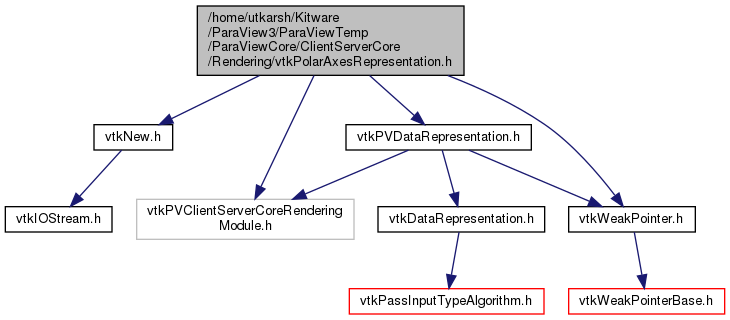 /home/utkarsh/Kitware
/ParaView3/ParaViewTemp
/ParaViewCore/ClientServerCore
/Rendering/vtkPolarAxesRepresentation.h
vtkNew.h
vtkPVDataRepresentation.h
vtkIOStream.h
vtkPVClientServerCoreRendering
Module.h
vtkDataRepresentation.h
vtkWeakPointer.h
vtkPassInputTypeAlgorithm.h
vtkWeakPointerBase.h